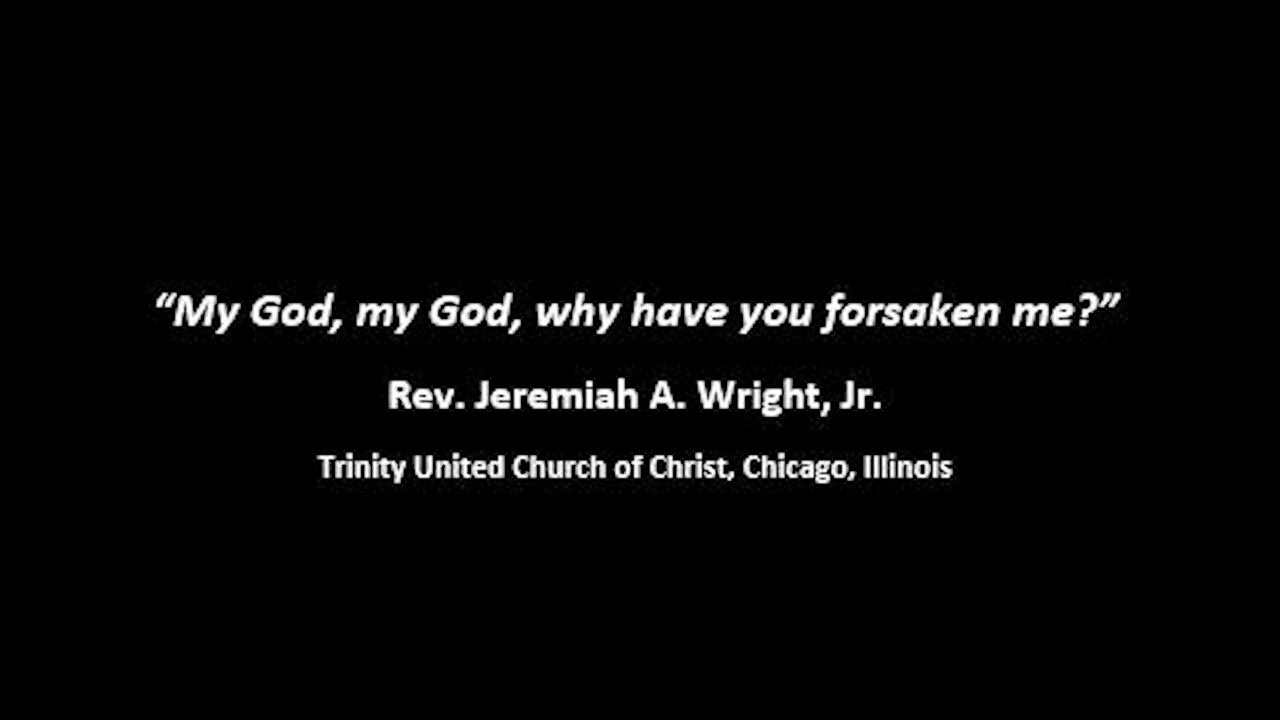 “My God, my God, why have you forsaken me?”
Rev. Jeremiah A. Wright, Jr.
Trinity United Church of Christ, Chicago, Illinois